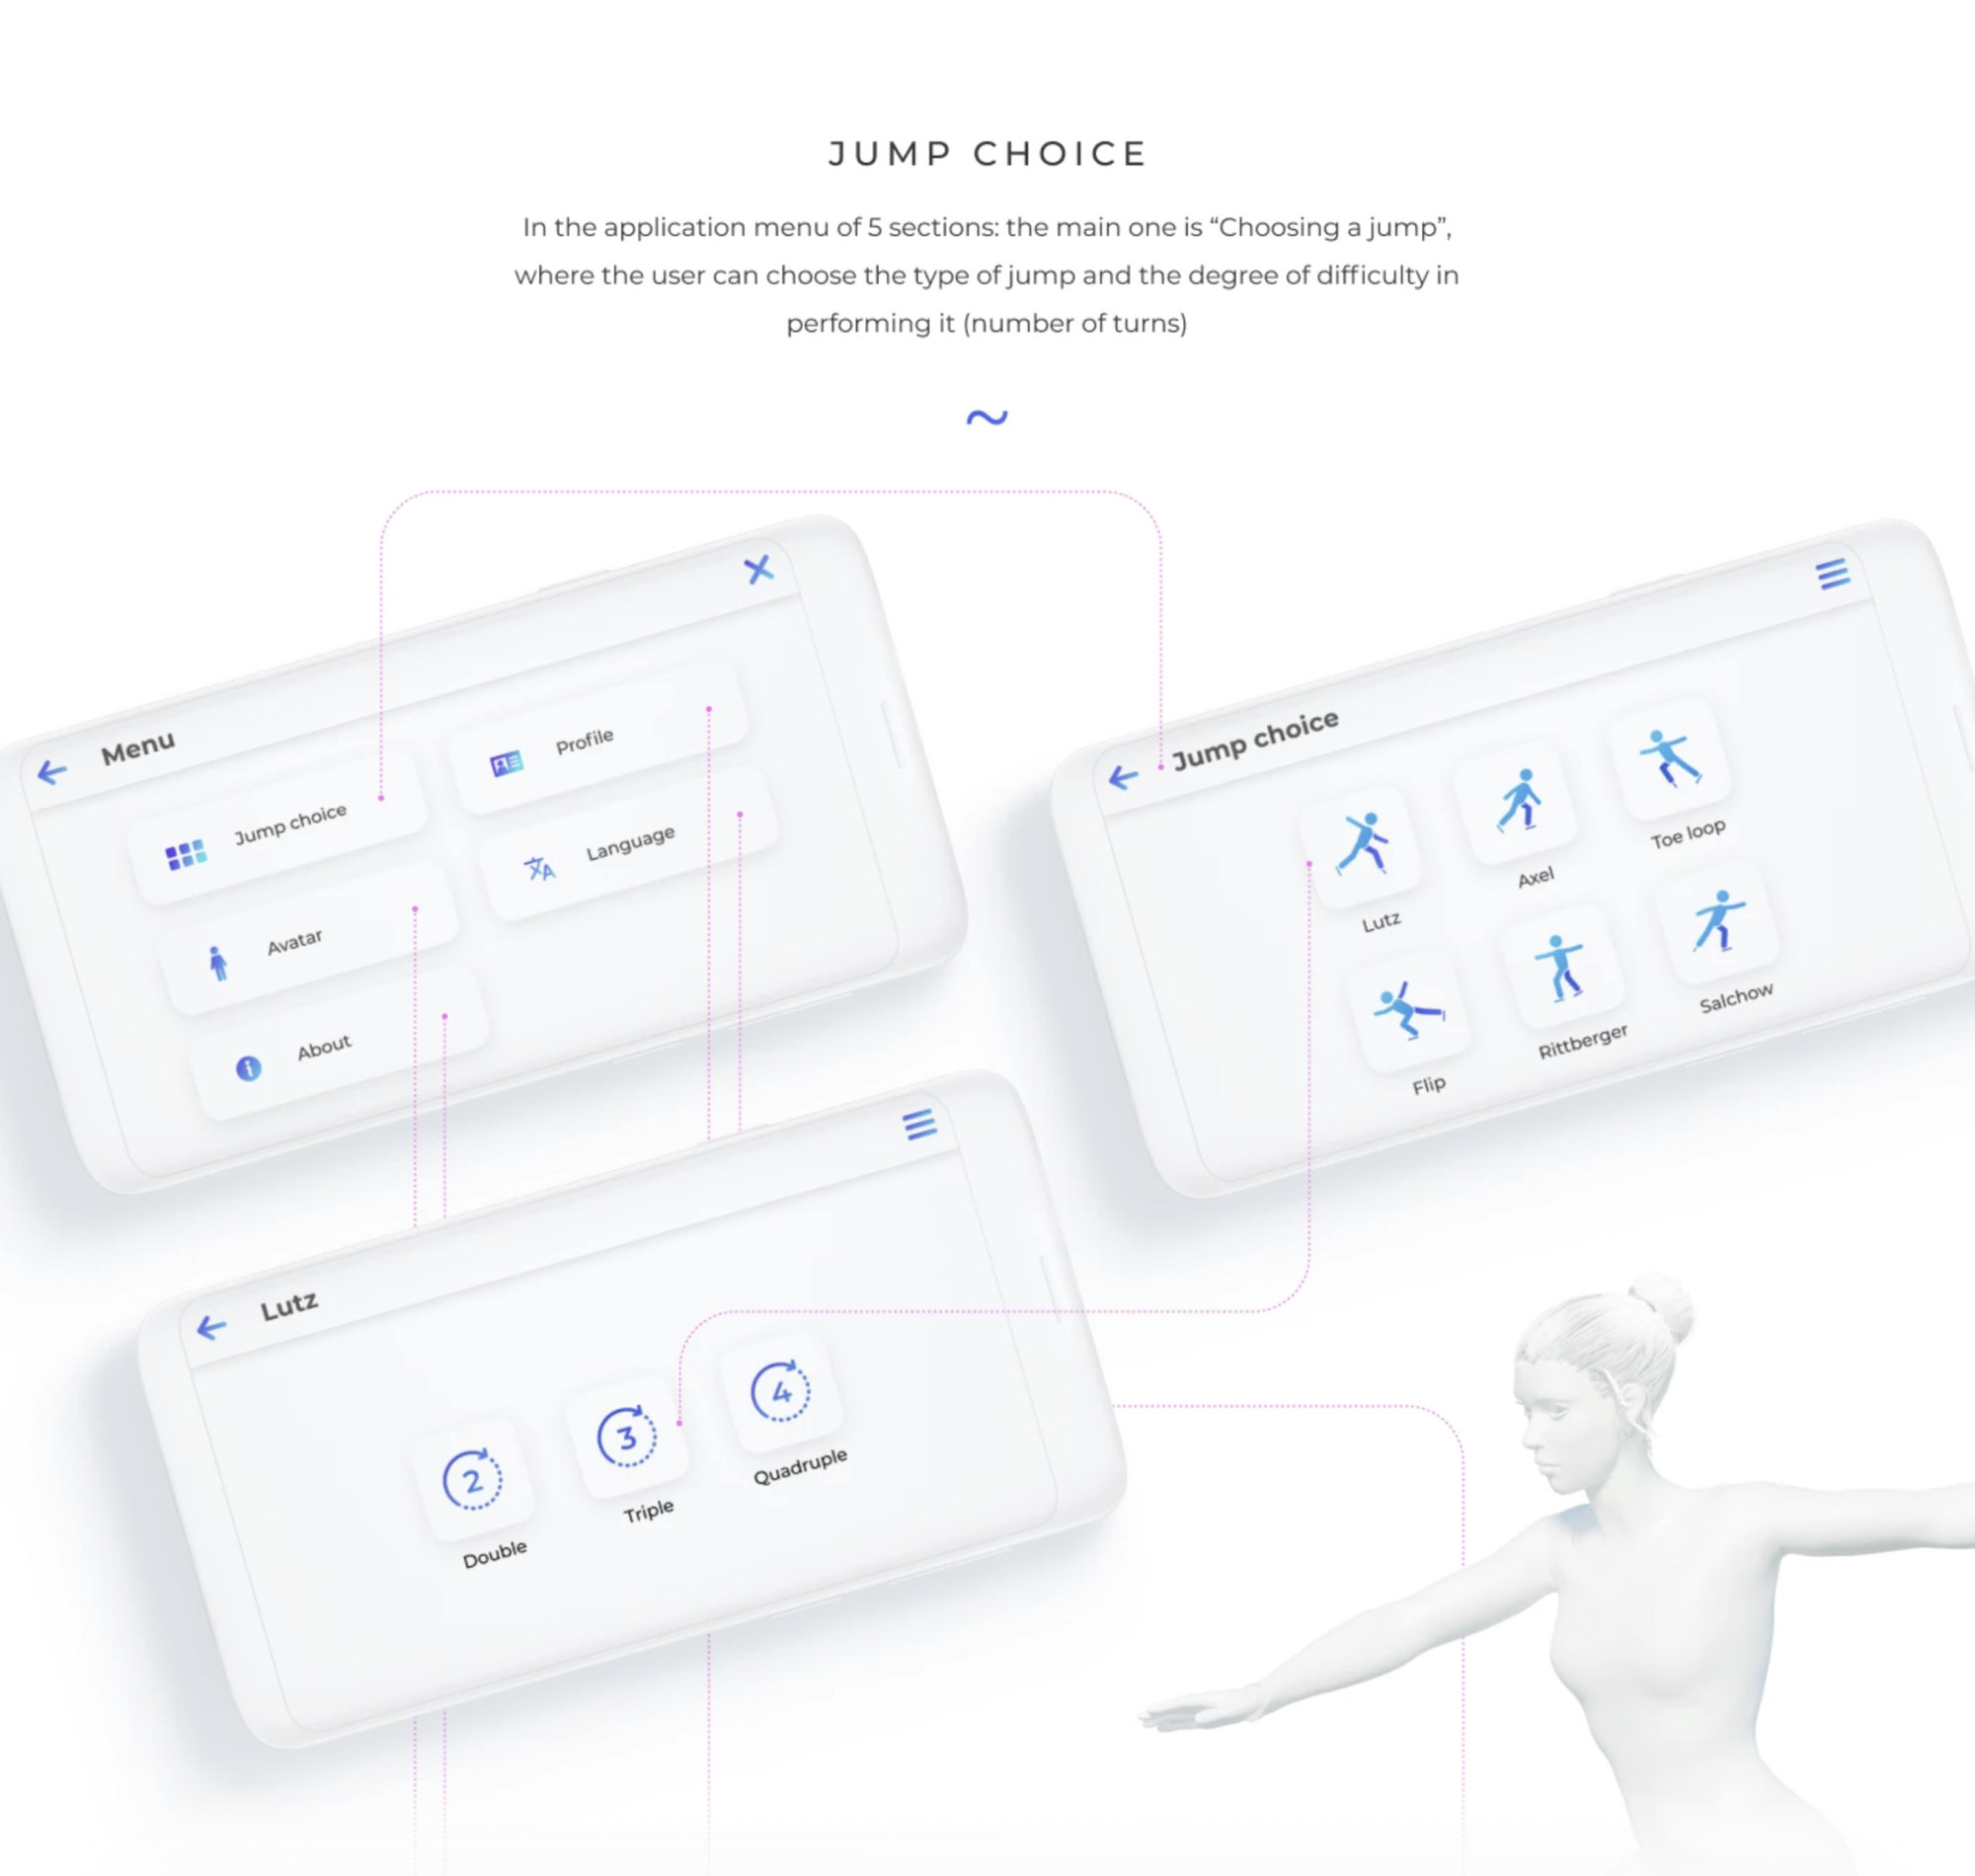 JUMP CHOICE
In the application menu of 5 sections: the main one is “Choosing a jump”,
where the user can choose the type of jump and the degree of difficulty in
performing it (number of turns)
Menu
Jump choice
Profile
Avatar
Language
About
Jump choice
Lutz
Axel
Toe loop
Flip
Rittberger
Salchow
Lutz
2
Double
3
Triple
4
Quadruple